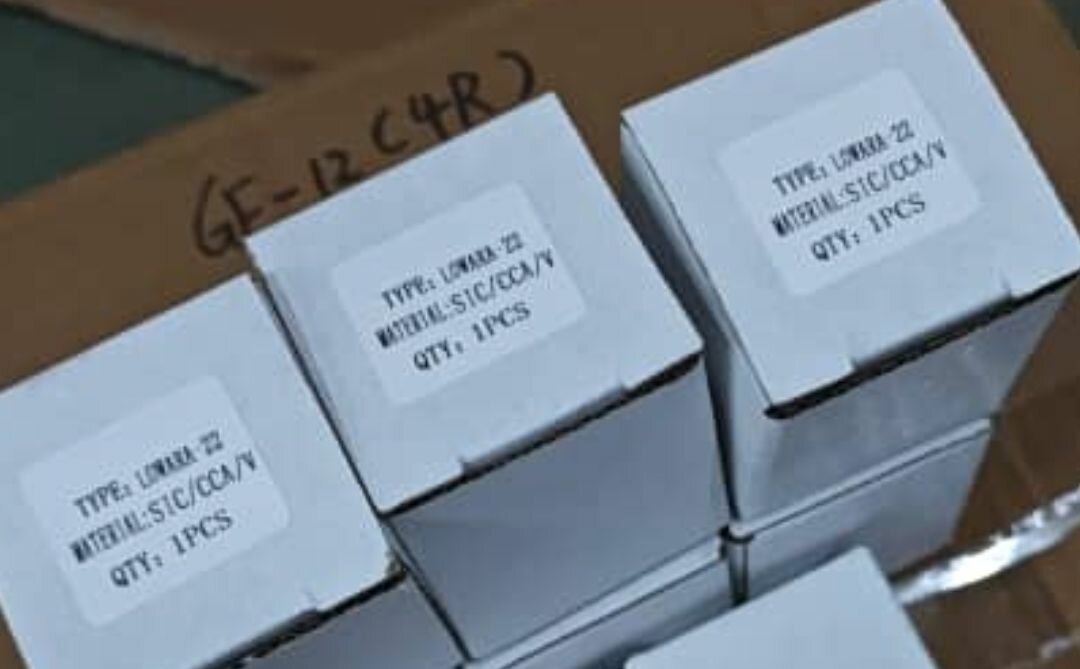 GE-12 (4R)
TYPE: LOWARA-22
MATERIAL:SIC/CCA/V
QTY: 1PCS
TYPE: LOWARA-22
MATERIAL:SIC/CCA/V
QTY: 1PCS
TYPE: LOWARA-22
MATERIAL:SIC/CCA/V
QTY: 1PCS